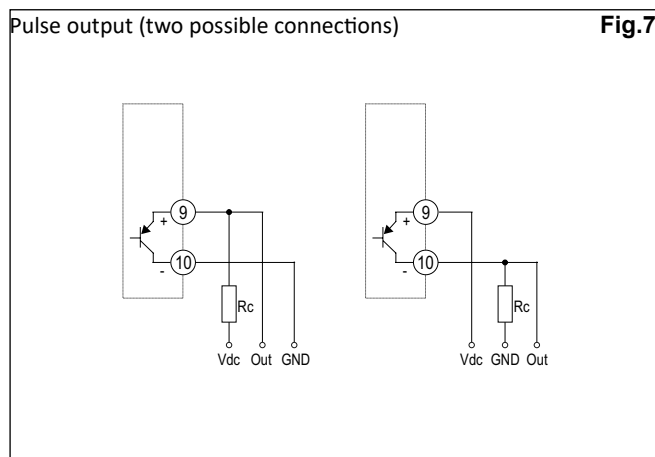 Pulse output (two possible connections) Fig.7
+ 9
- 10
Rc
Vdc Out GND
+ 9
- 10
Rc
Vdc GND Out